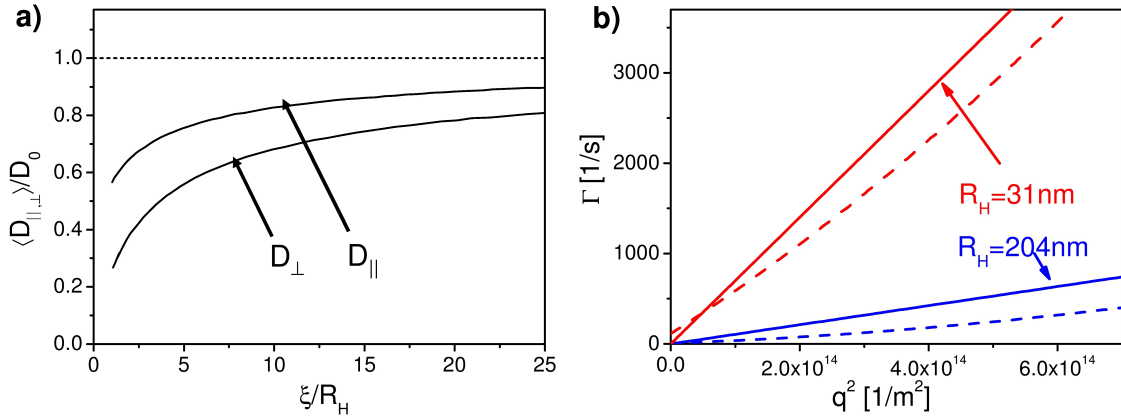 a)
⟨D||,⊥⟩/D0
1.0
0.8
0.6
0.4
0.2
0.0
D⊥
D||
0
5
10
15
20
25
ξ/RH
b)
Γ [1/s]
3000
2000
1000
0
RH=31nm
RH=204nm
0.0
2.0x10^14
4.0x10^14
6.0x10^14
q^2 [1/m^2]